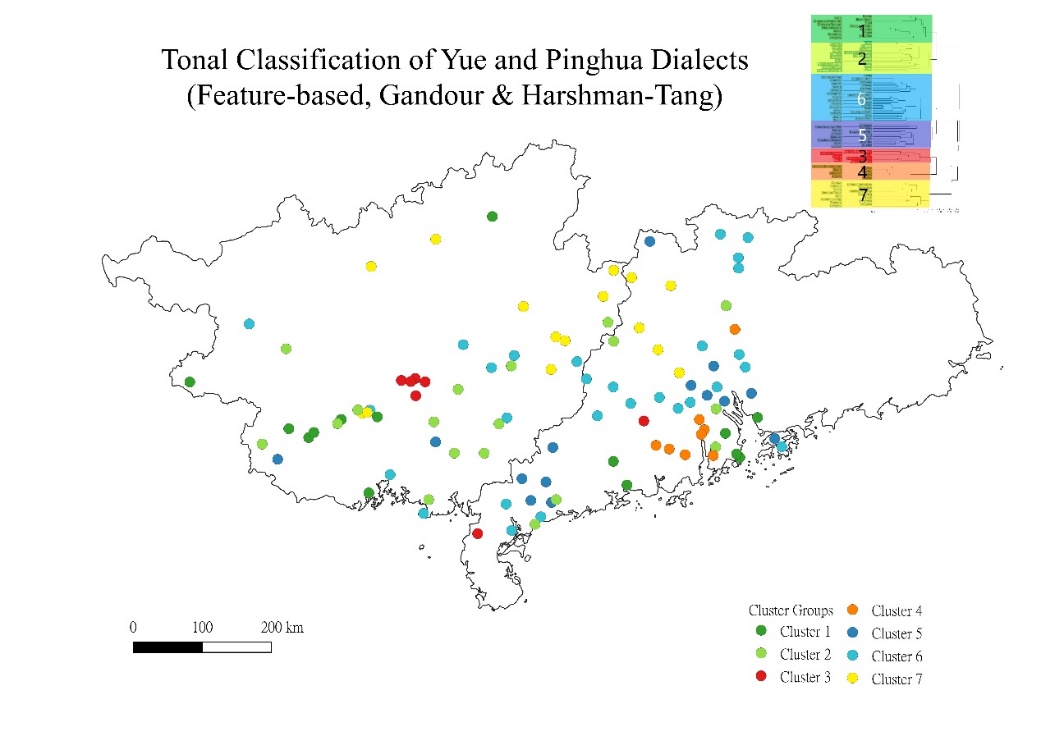 Tonal Classification of Yue and Pinghua Dialects
(Feature-based, Gandour & Harshman-Tang)
1
2
6
5
3
4
7
0 100 200 km
Cluster Groups
Cluster 1
Cluster 2
Cluster 3
Cluster 4
Cluster 5
Cluster 6
Cluster 7